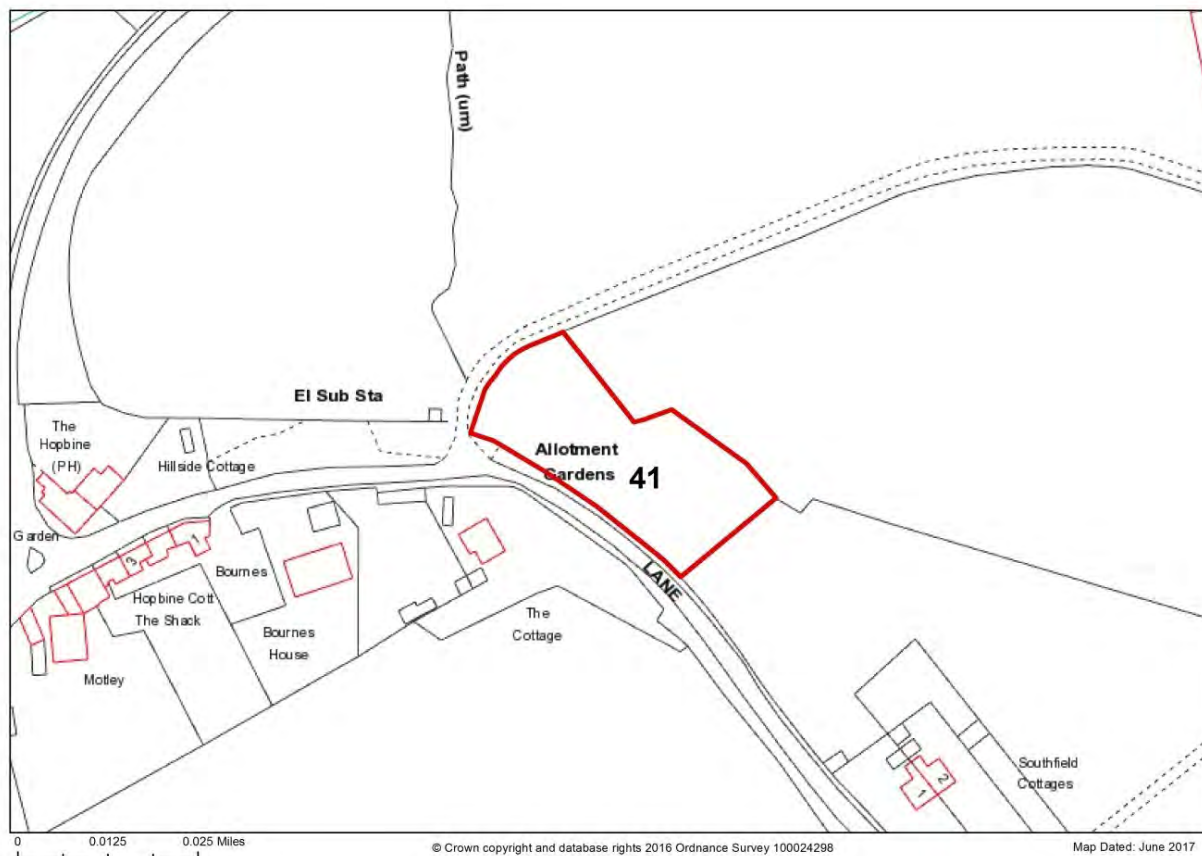 Path (um)
El Sub Sta
The
Hopbine
(PH)
Hillside Cottage
Allotment
Gardens
41
Garden
1
3
Bournes
Hopbine Cott
The Shack
LANE
The
Cottage
Bournes
House
Motley
Southfield
Cottages
2
1
0 0.0125 0.025 Miles
© Crown copyright and database rights 2016 Ordnance Survey 100024298
Map Dated: June 2017